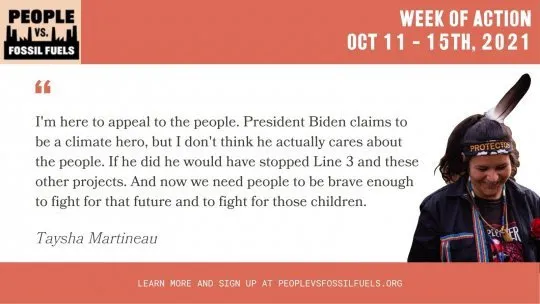 PEOPLE
VS.
FOSSIL FUELS
WEEK OF ACTION
OCT 11 - 15TH, 2021
“
I'm here to appeal to the people. President Biden claims to
be a climate hero, but I don't think he actually cares about
the people. If he did he would have stopped Line 3 and these
other projects. And now we need people to be brave enough
to fight for that future and to fight for those children.
Taysha Martineau
PROTECTOR
LEARN MORE AND SIGN UP AT PEOPLEVSFOSSILFUELS.ORG